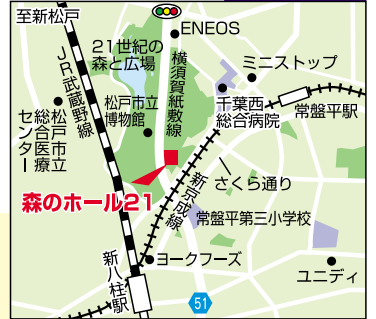 至新松戸
ENEOS
21世紀の
森と広場
横須賀紙敷線
ミニストップ
JR武蔵野線
松戸市立
博物館
千葉西
総合病院
常盤平駅
松戸市立
総合医療
センター
さくら通り
森のホール21
新京成線
常盤平第三小学校
新八柱駅
ヨークフーズ
ユニディ
51